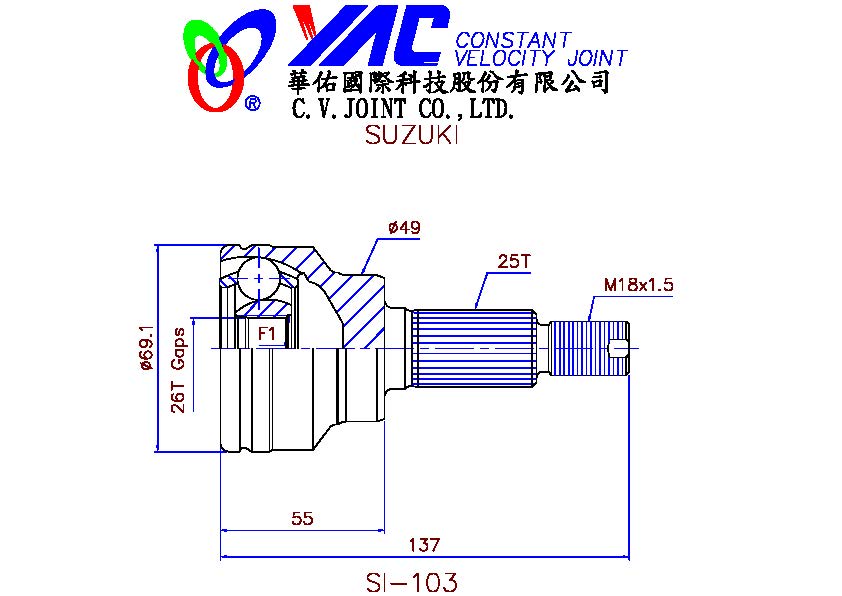 YAC CONSTANT
VELOCITY JOINT
®
華佑國際科技股份有限公司
C.V.JOINT CO.,LTD.
SUZUKI
ø49
25T
M18x1.5
ø69.1
26T Gaps
F1
55
137
SI-103